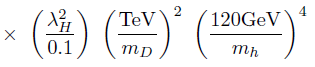 × (λ_H^2 / 0.1) (TeV / m_D)^2 (120GeV / m_h)^4